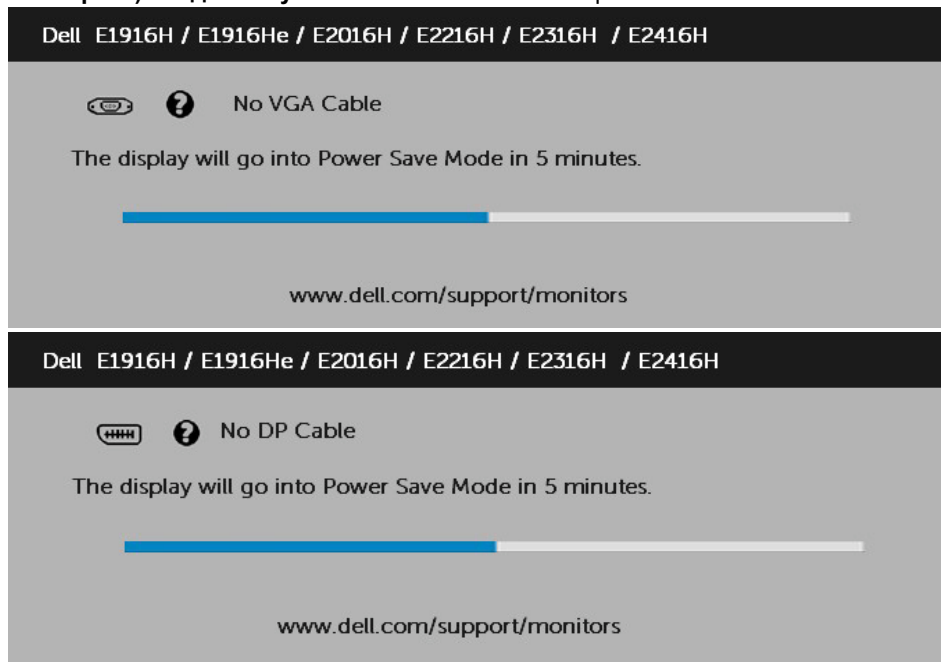 Dell E1916H / E1916He / E2016H / E2216H / E2316H / E2416H
No VGA Cable
The display will go into Power Save Mode in 5 minutes.
www.dell.com/support/monitors
Dell E1916H / E1916He / E2016H / E2216H / E2316H / E2416H
No DP Cable
The display will go into Power Save Mode in 5 minutes.
www.dell.com/support/monitors